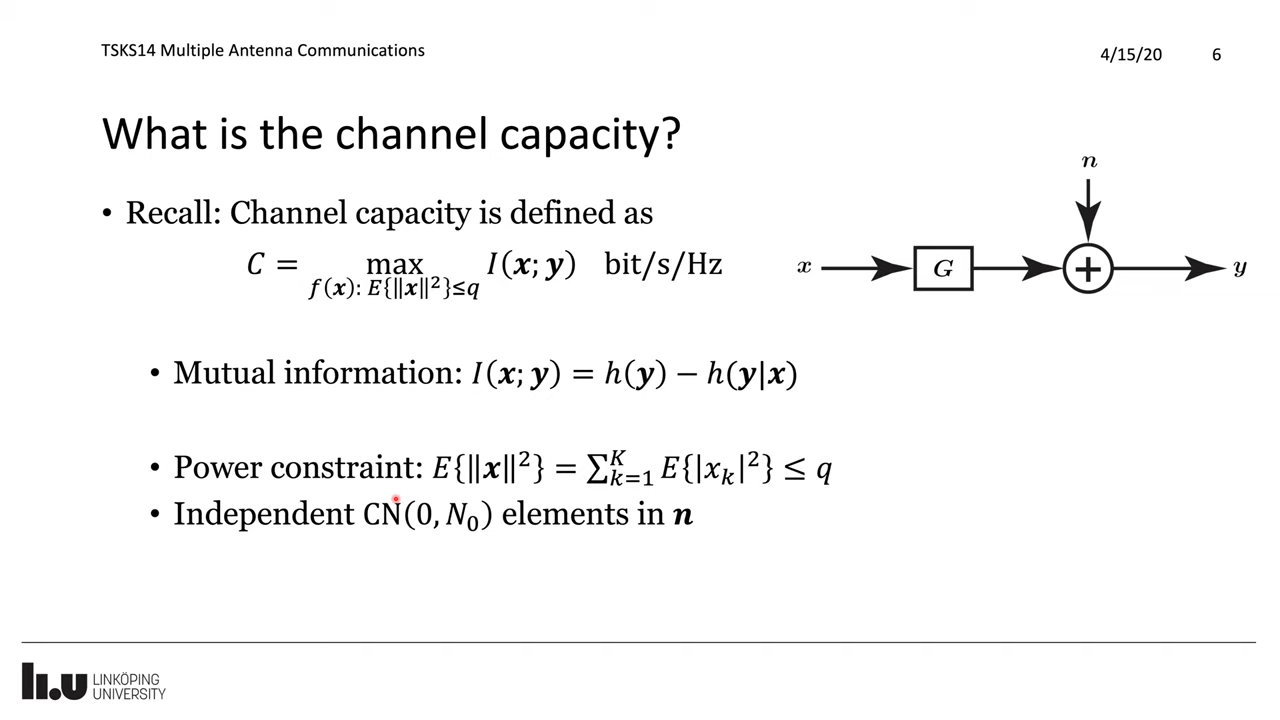 TSKS14 Multiple Antenna Communications
4/15/20 6
What is the channel capacity?
• Recall: Channel capacity is defined as
C = max I(x; y) bit/s/Hz
f(x): E{‖x‖²}≤q
n
x G + y
• Mutual information: I(x; y) = h(y) − h(y|x)
• Power constraint: E{‖x‖²} = ∑ₖ₌₁ᴷ E{|xₖ|²} ≤ q
• Independent CN(0, N₀) elements in n
li.u LINKÖPING
UNIVERSITY